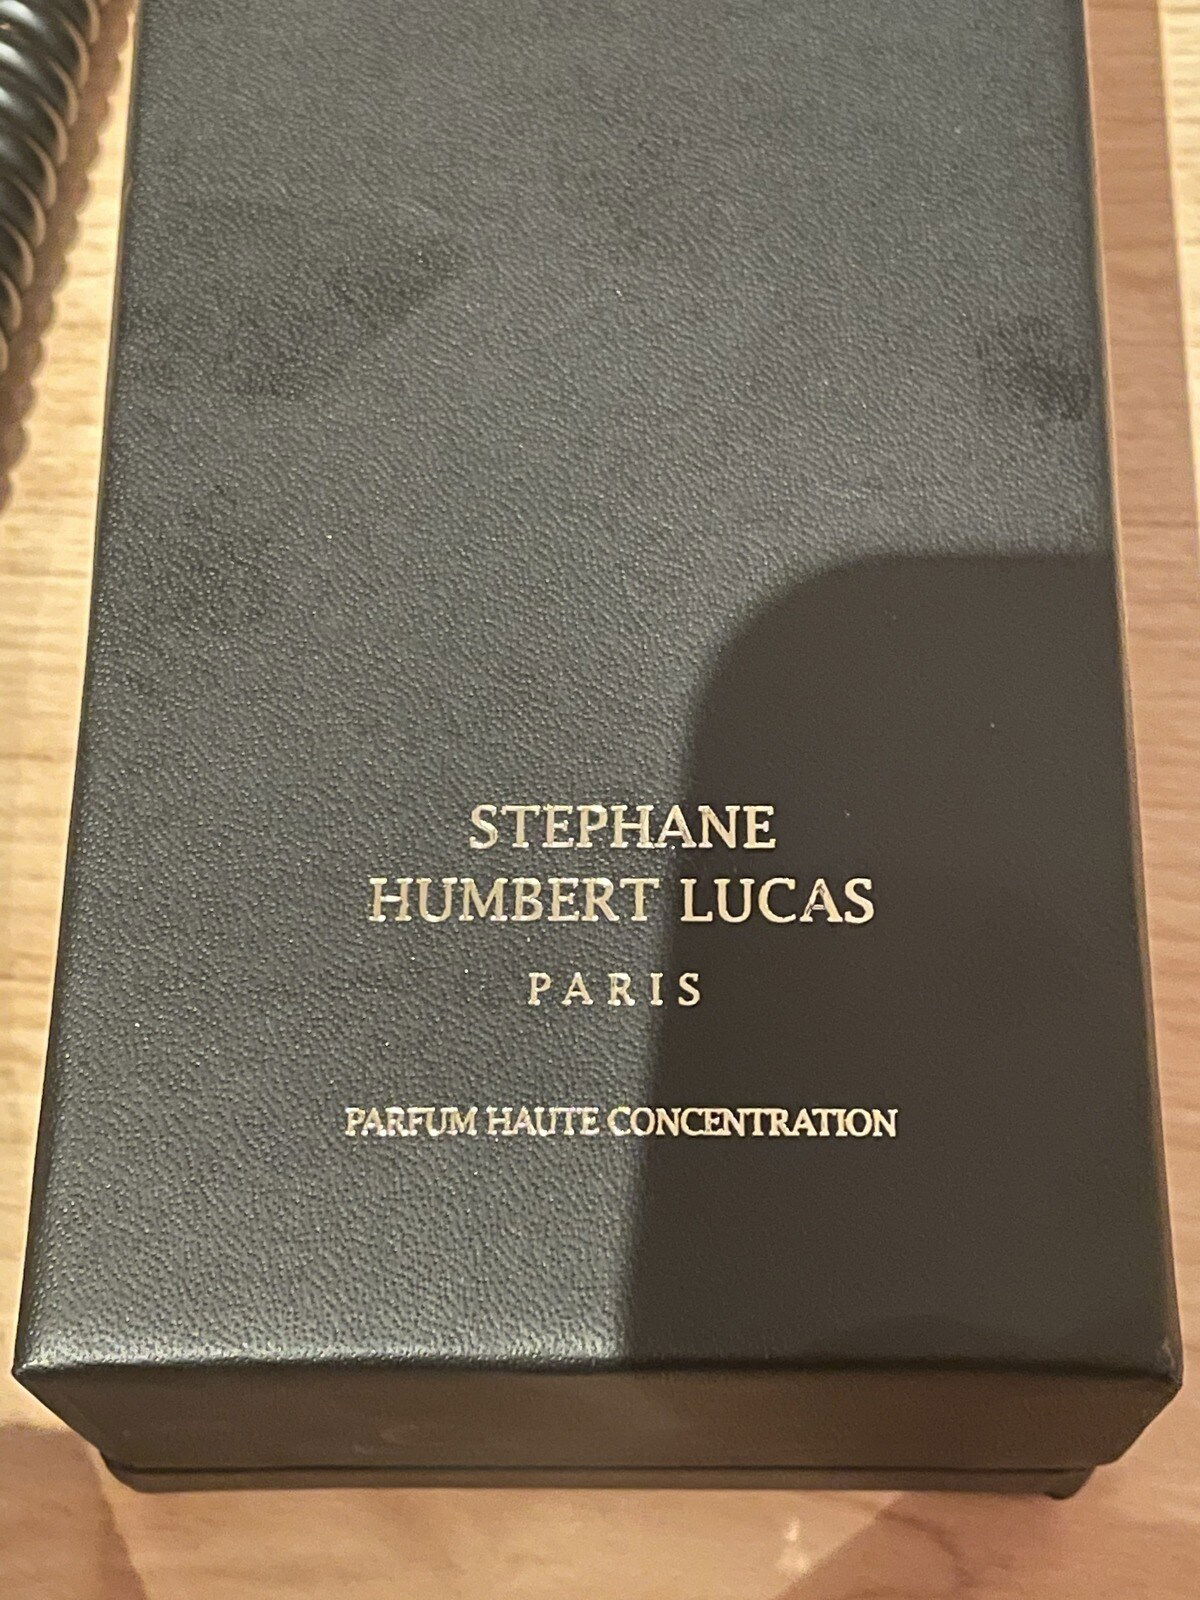 STEPHANE
HUMBERT LUCAS
PARIS
PARFUM HAUTE CONCENTRATION